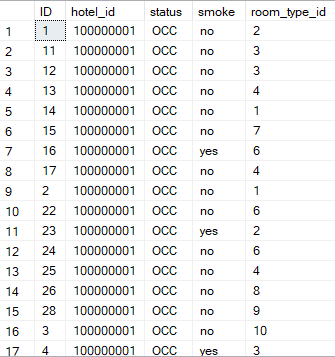 ID hotel_id status smoke room_type_id
1 1 100000001 OCC no 2
2 11 100000001 OCC no 3
3 12 100000001 OCC no 3
4 13 100000001 OCC no 4
5 14 100000001 OCC no 1
6 15 100000001 OCC no 7
7 16 100000001 OCC yes 6
8 17 100000001 OCC no 4
9 2 100000001 OCC no 1
10 22 100000001 OCC no 6
11 23 100000001 OCC yes 2
12 24 100000001 OCC no 6
13 25 100000001 OCC no 4
14 26 100000001 OCC no 8
15 28 100000001 OCC no 9
16 3 100000001 OCC no 10
17 4 100000001 OCC yes 3